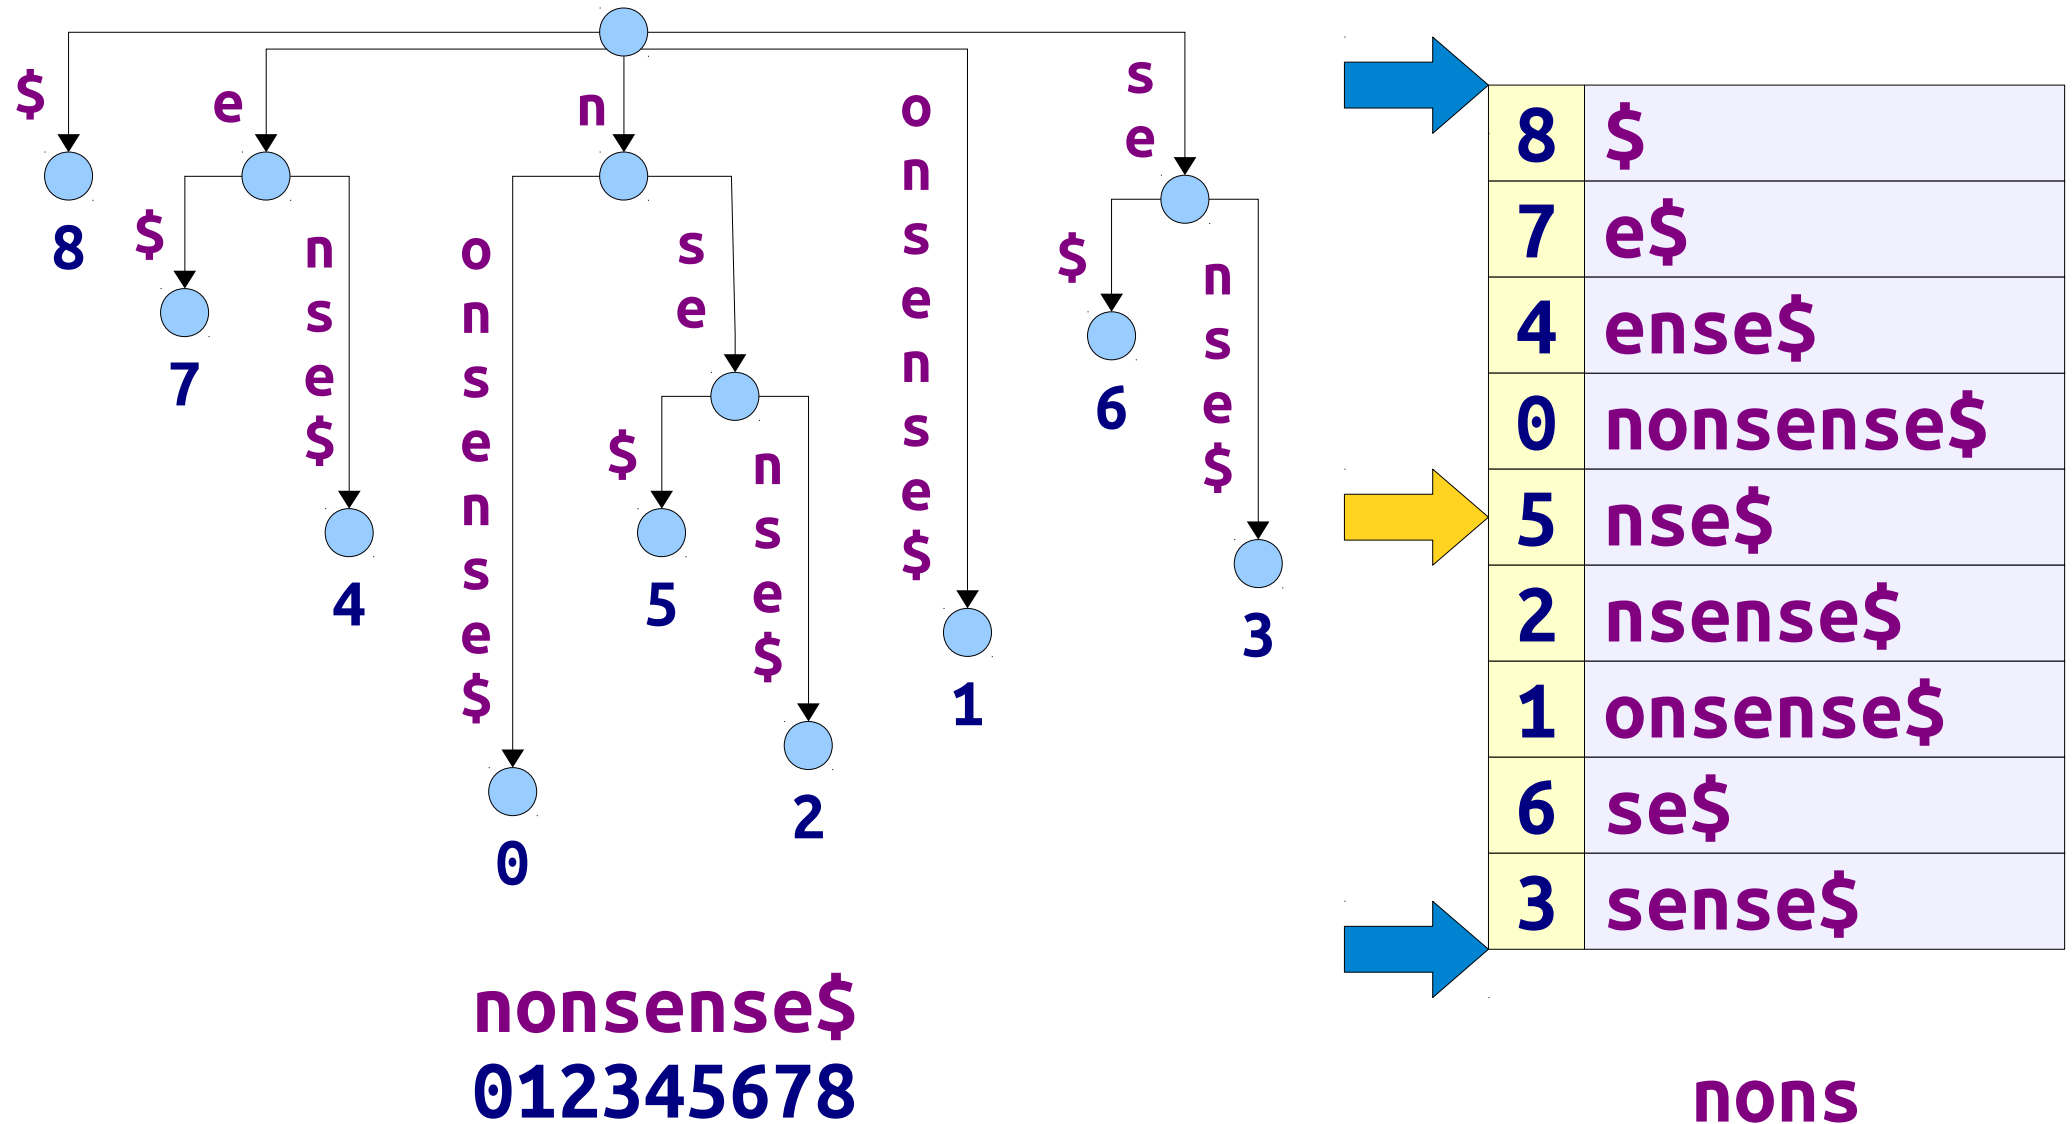 $
e
n
o
n
s
e
n
s
e
$
s
e
8
$
7
n
s
e
$
4
o
n
s
e
n
s
e
$
0
s
e
$
5
n
s
e
$
2
1
$
6
n
s
e
$
3
nonsense$
012345678
8 $
7 e$
4 ense$
0 nonsense$
5 nse$
2 nsense$
1 onsense$
6 se$
3 sense$
nons